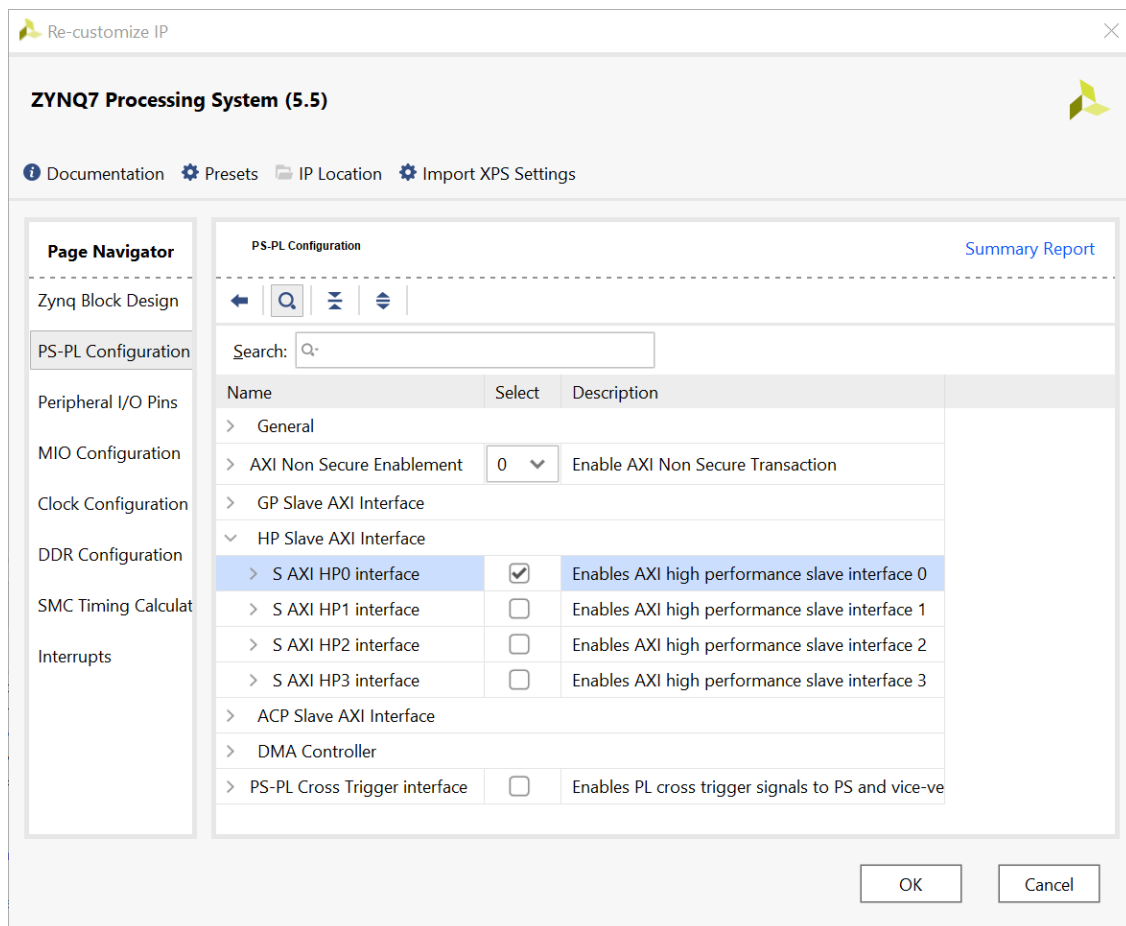 Re-customize IP
ZYNQ7 Processing System (5.5)
Documentation Presets IP Location Import XPS Settings
Page Navigator
Zynq Block Design
PS-PL Configuration
Peripheral I/O Pins
MIO Configuration
Clock Configuration
DDR Configuration
SMC Timing Calculat
Interrupts
PS-PL Configuration Summary Report
Search:
Name Select Description
General
AXI Non Secure Enablement 0 Enable AXI Non Secure Transaction
GP Slave AXI Interface
HP Slave AXI Interface
S AXI HP0 interface Enables AXI high performance slave interface 0
S AXI HP1 interface Enables AXI high performance slave interface 1
S AXI HP2 interface Enables AXI high performance slave interface 2
S AXI HP3 interface Enables AXI high performance slave interface 3
ACP Slave AXI Interface
DMA Controller
PS-PL Cross Trigger interface Enables PL cross trigger signals to PS and vice-ve
OK Cancel